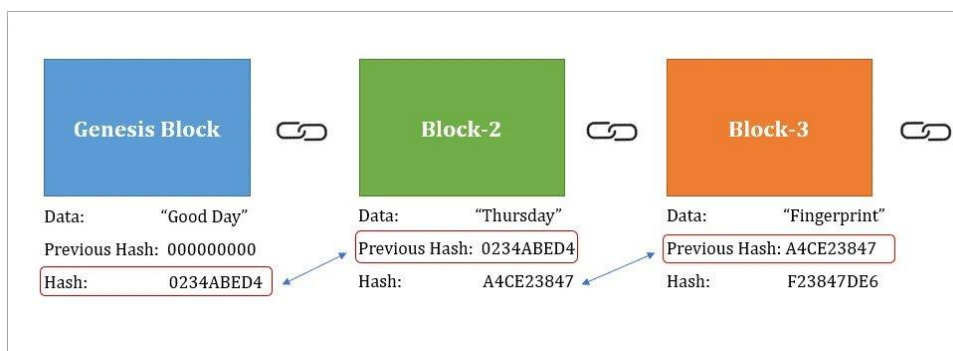 Genesis Block
Block-2
Block-3
Data: “Good Day”
Previous Hash: 000000000
Hash: 0234ABED4
Data: “Thursday”
Previous Hash: 0234ABED4
Hash: A4CE23847
Data: “Fingerprint”
Previous Hash: A4CE23847
Hash: F23847DE6